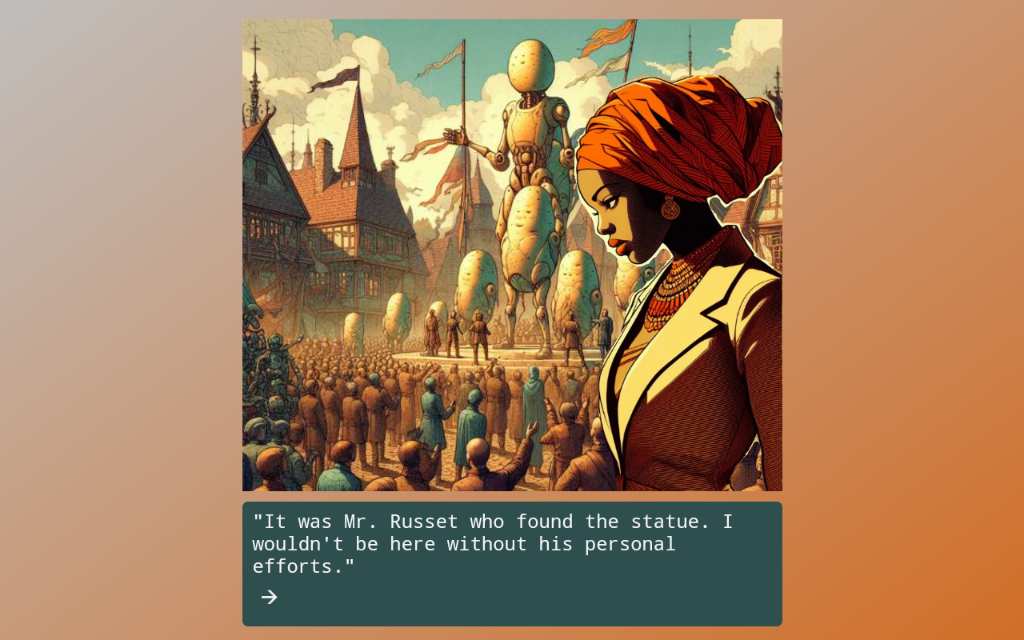 "It was Mr. Russet who found the statue. I
wouldn't be here without his personal
efforts."
→